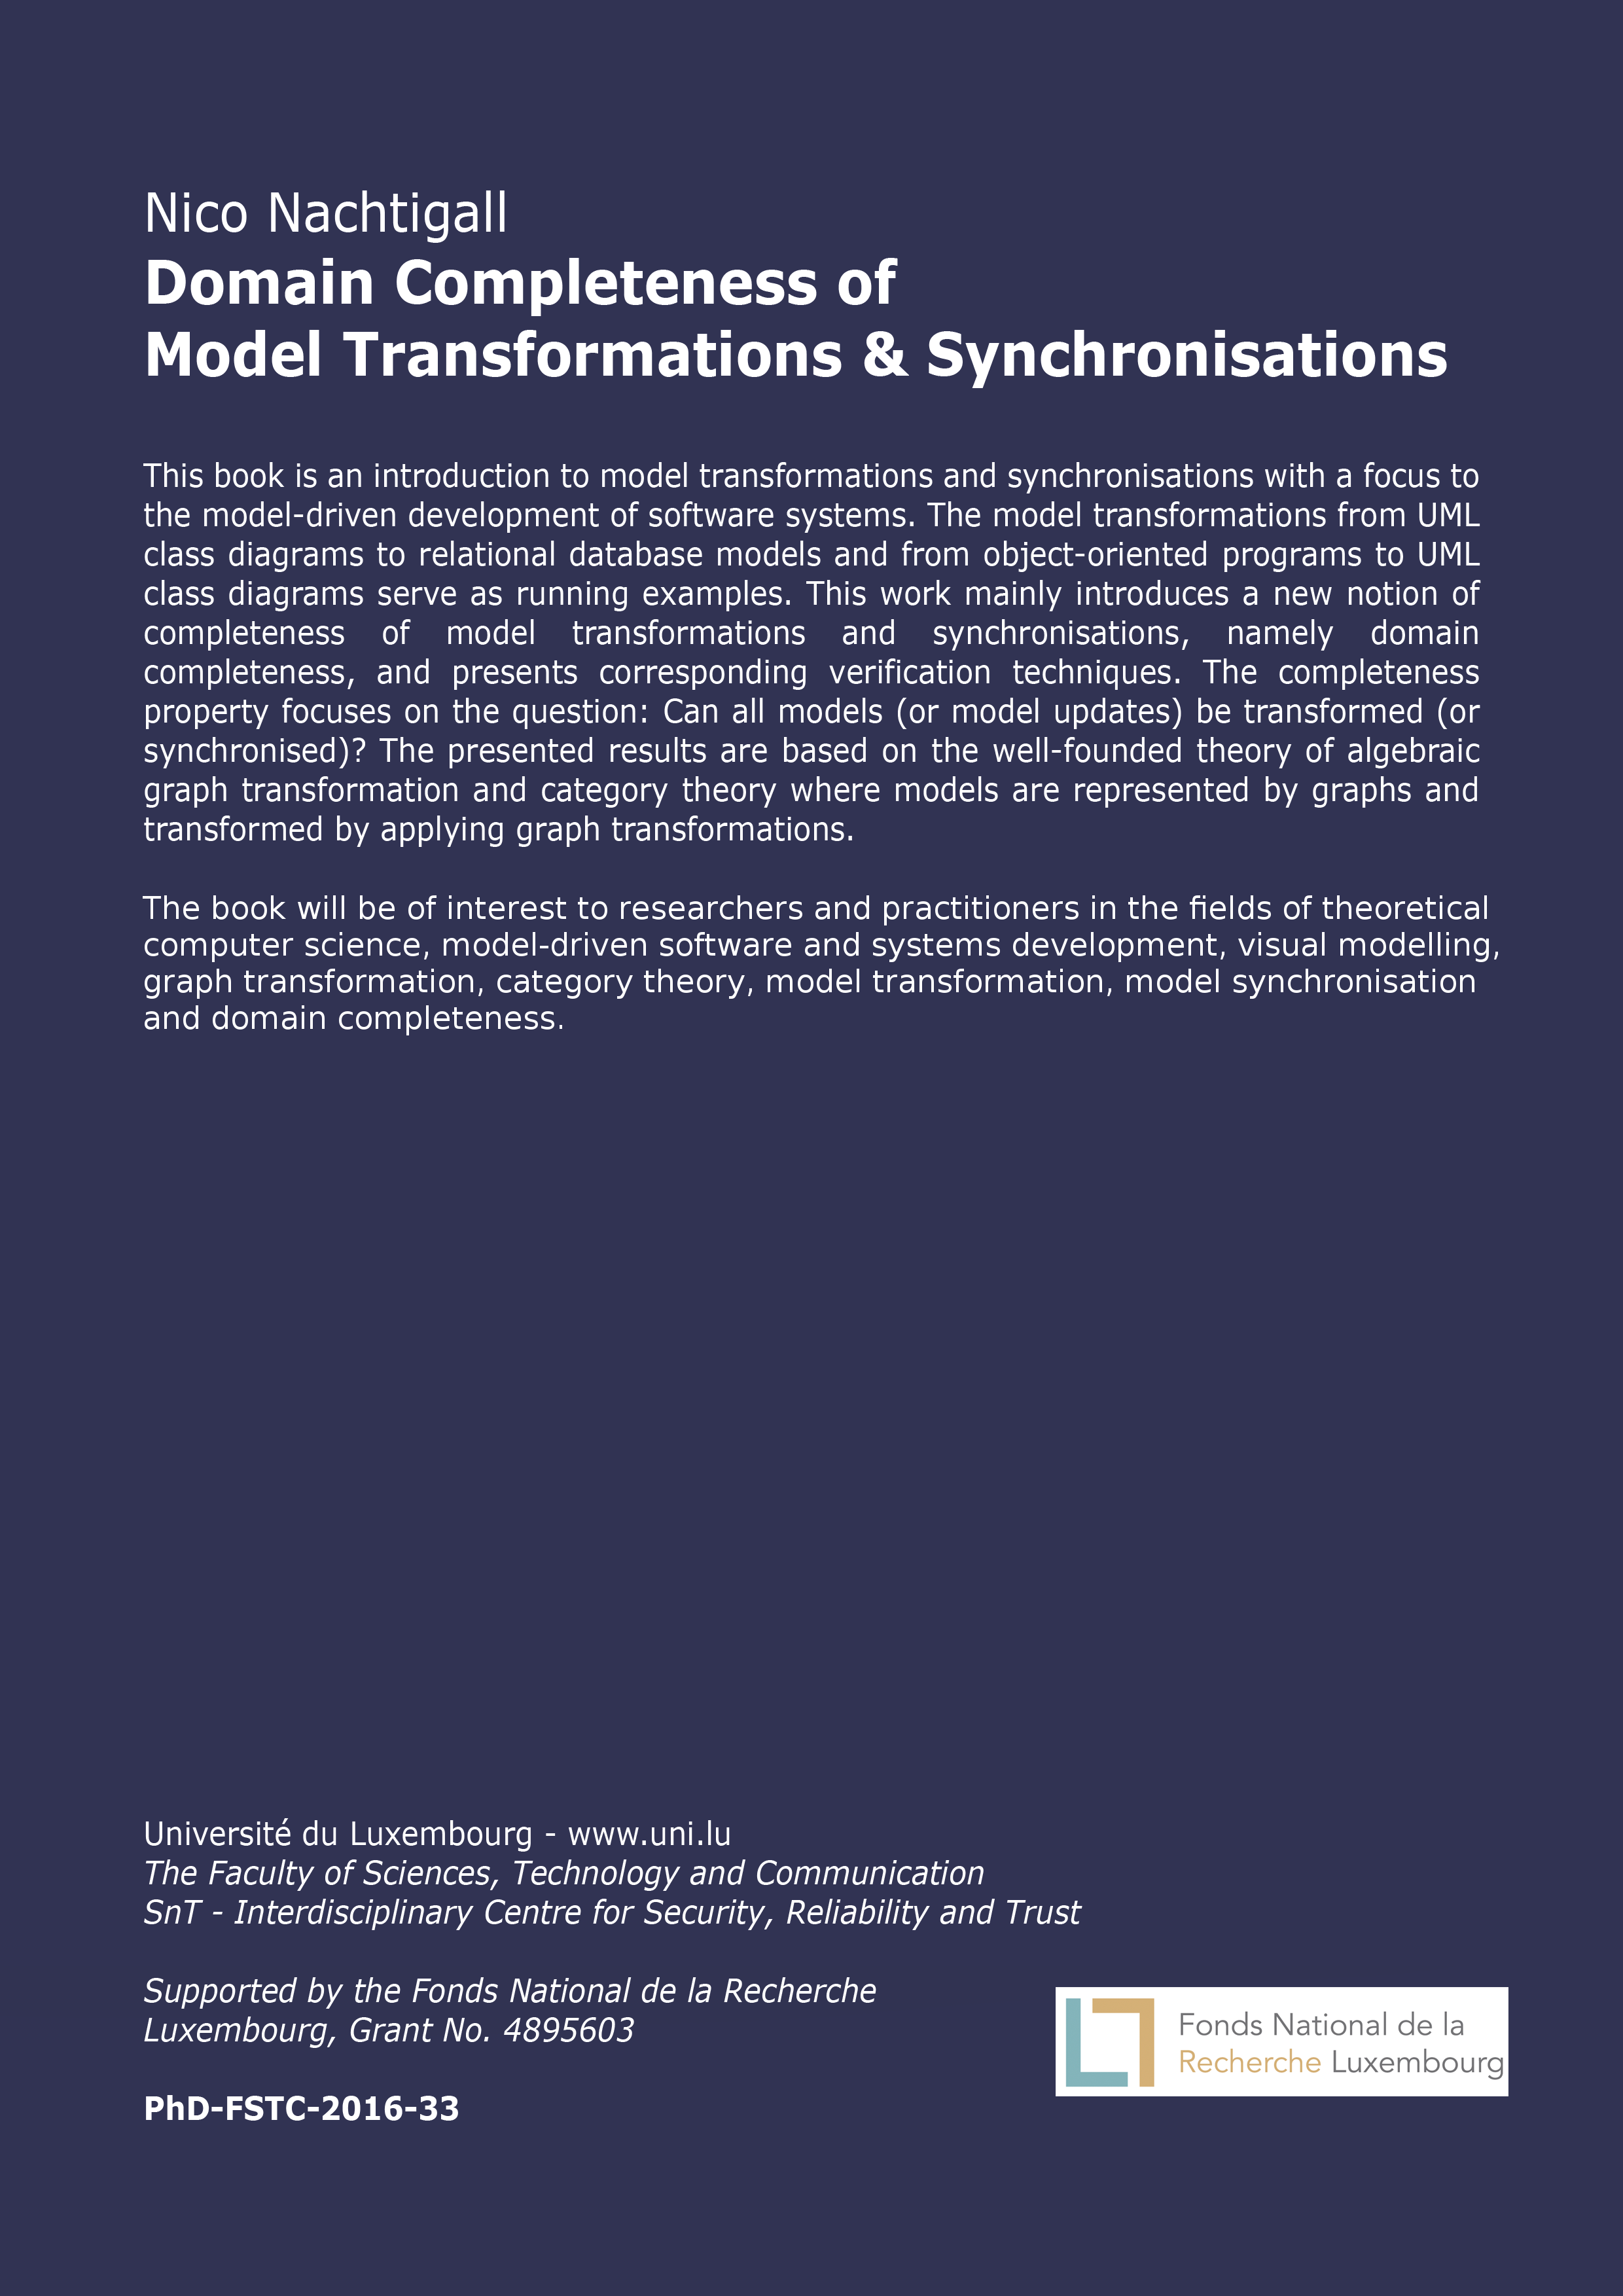 Nico Nachtigall
Domain Completeness of
Model Transformations & Synchronisations
This book is an introduction to model transformations and synchronisations with a focus to
the model-driven development of software systems. The model transformations from UML
class diagrams to relational database models and from object-oriented programs to UML
class diagrams serve as running examples. This work mainly introduces a new notion of
completeness of model transformations and synchronisations, namely domain
completeness, and presents corresponding verification techniques. The completeness
property focuses on the question: Can all models (or model updates) be transformed (or
synchronised)? The presented results are based on the well-founded theory of algebraic
graph transformation and category theory where models are represented by graphs and
transformed by applying graph transformations.
The book will be of interest to researchers and practitioners in the fields of theoretical
computer science, model-driven software and systems development, visual modelling,
graph transformation, category theory, model transformation, model synchronisation
and domain completeness.
Université du Luxembourg - www.uni.lu
The Faculty of Sciences, Technology and Communication
SnT - Interdisciplinary Centre for Security, Reliability and Trust
Supported by the Fonds National de la Recherche
Luxembourg, Grant No. 4895603
Fonds National de la
Recherche Luxembourg
PhD-FSTC-2016-33